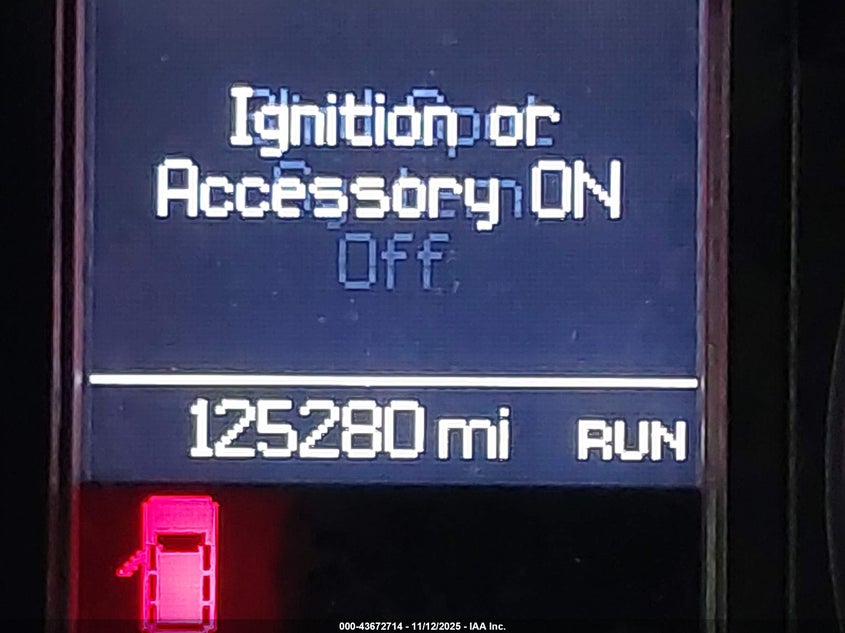 Ignition or
Accessory ON
Off
125280 mi RUN
000-43672714 - 11/12/2025 - IAA Inc.